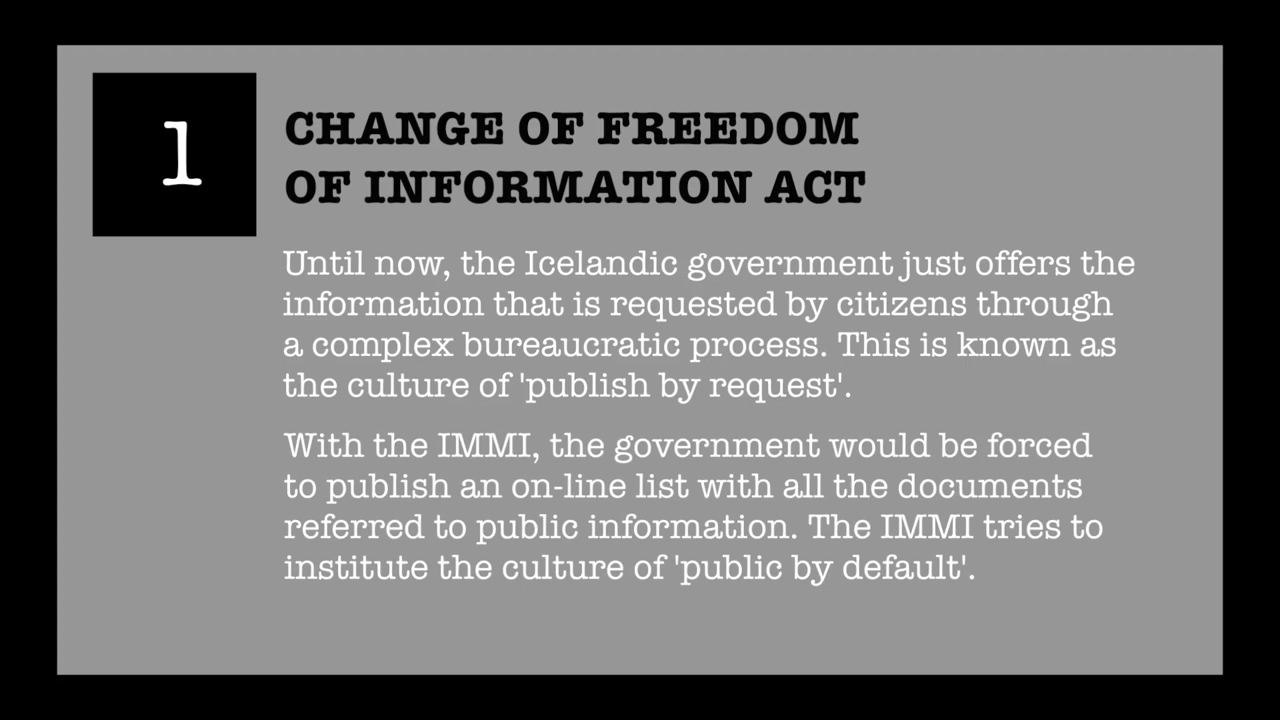 1
CHANGE OF FREEDOM
OF INFORMATION ACT
Until now, the Icelandic government just offers the
information that is requested by citizens through
a complex bureaucratic process. This is known as
the culture of 'publish by request'.
With the IMMI, the government would be forced
to publish an on-line list with all the documents
referred to public information. The IMMI tries to
institute the culture of 'public by default'.